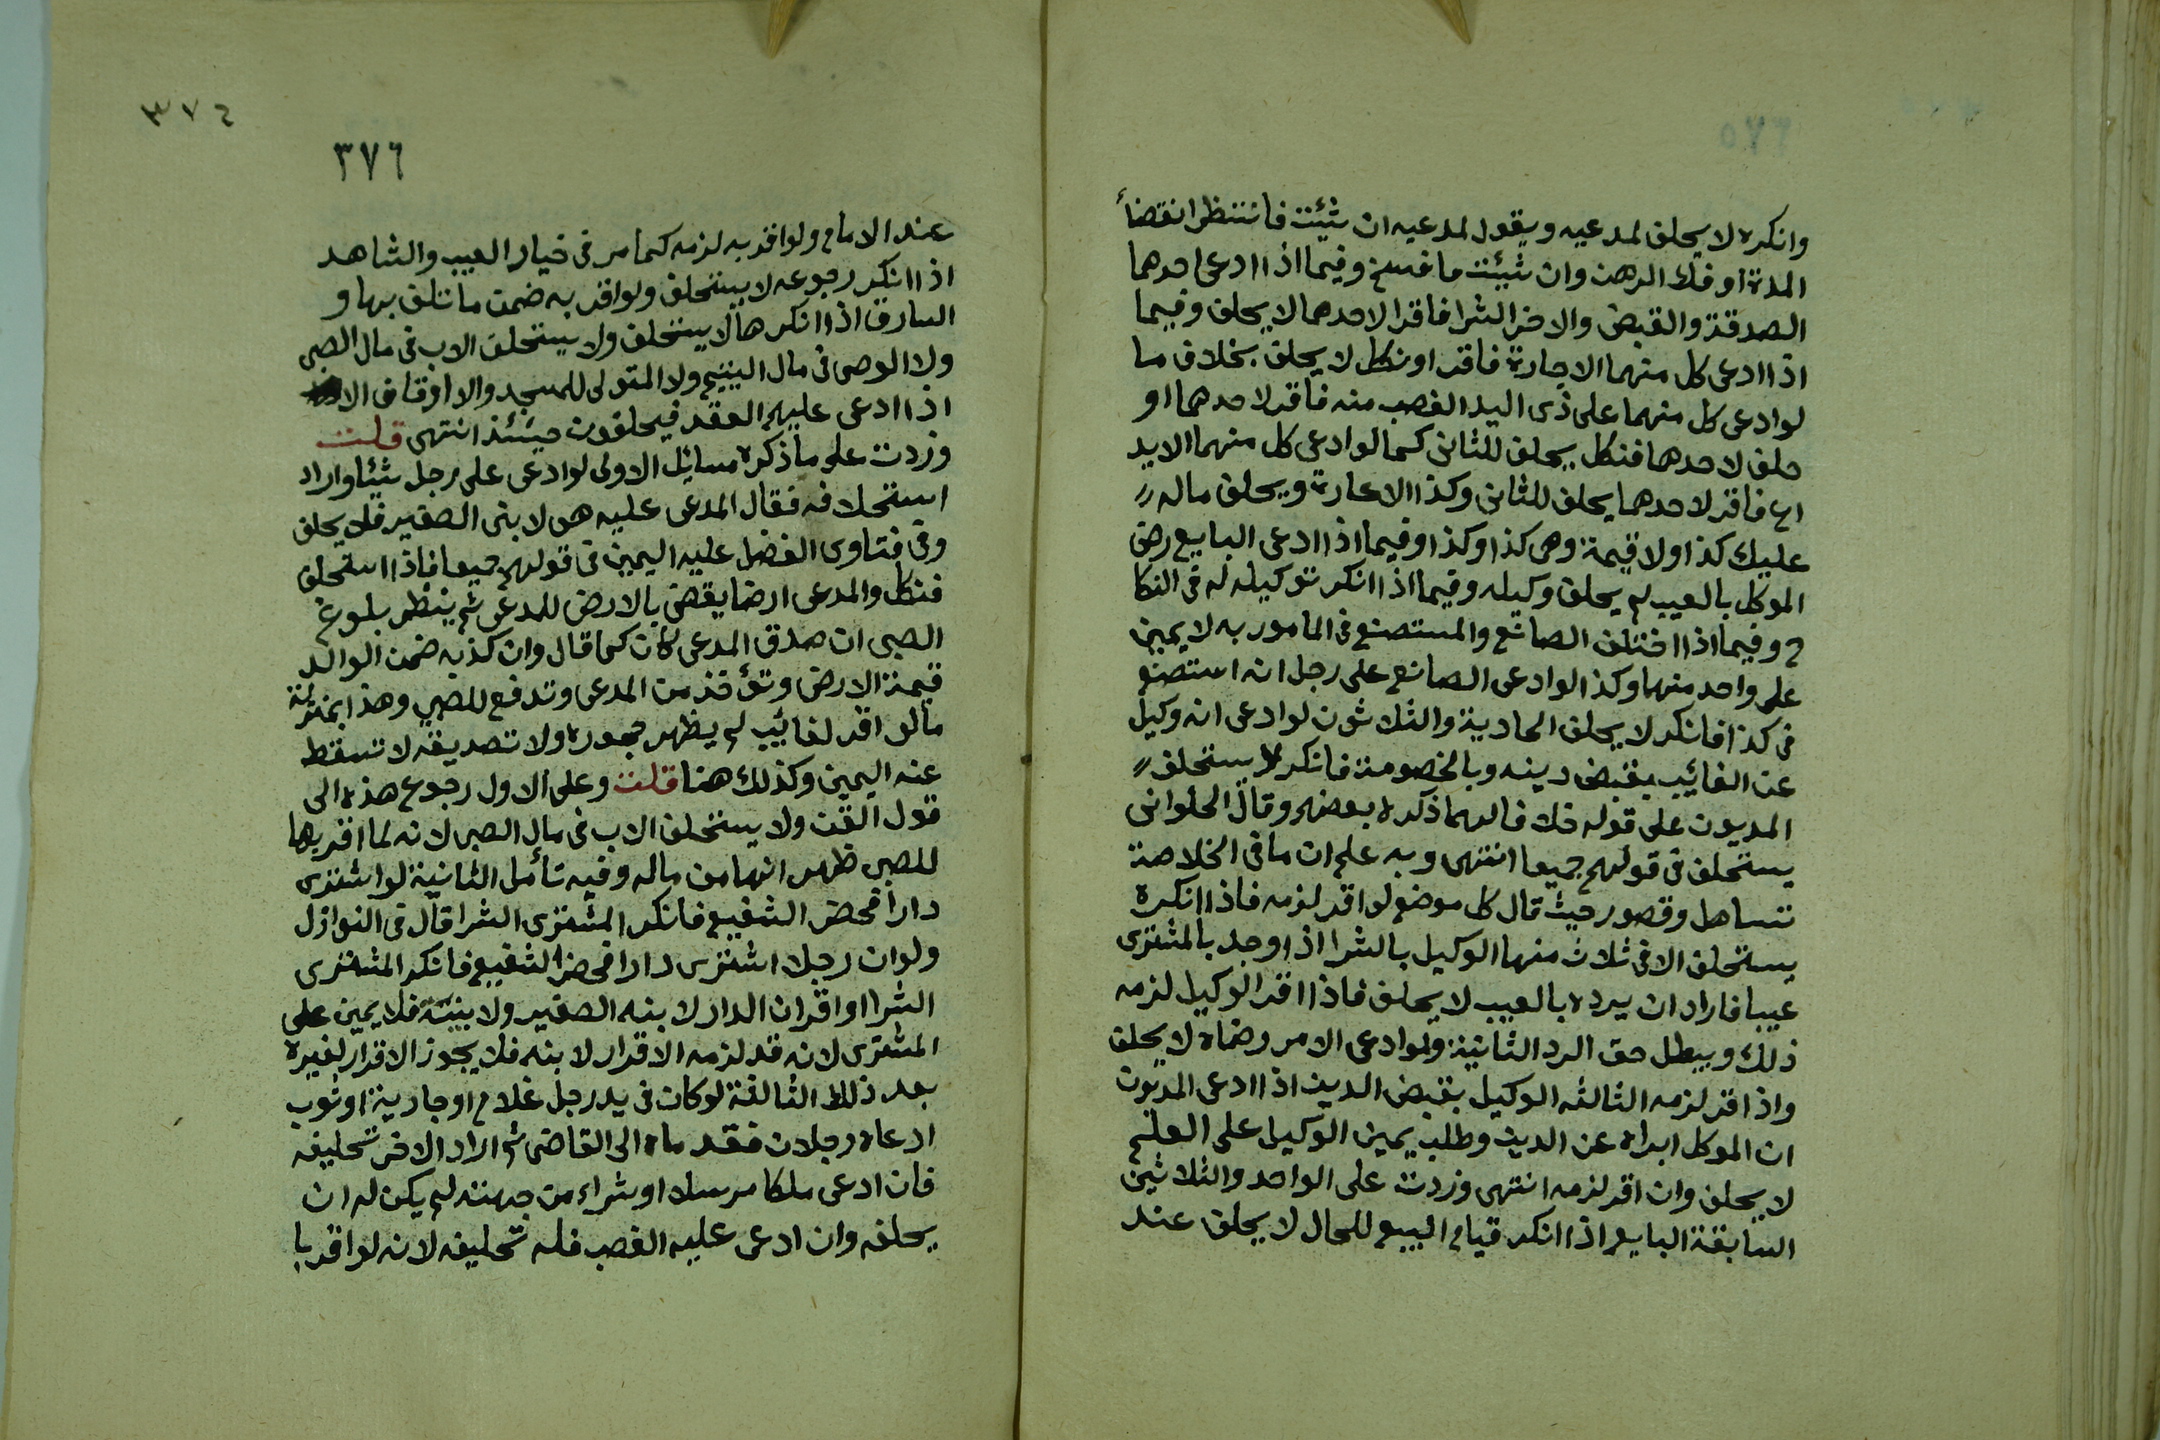 وانكره لا يحلف لمدعيه ويقول لمدعيه ان شئت فانتظر انقضاء
المدة او فك الرهن وان شئت فافسخ وفيما اذا ادعى احدهما
الصدقة والقبض والاخر الشرا فاقر لاحدهما لا يحلف وفيما
اذا ادعى كل منهما الاجارة فاقر او نكل لا يحلف بخلاف ما
لو ادعى كل منهما على ذى اليد الغصب منه فاقر لاحدهما او
حلف لاحدهما فنكل يحلف للثانى كما لو ادعى كل منهما الايد
اع فاقر لاحدهما يحلف للثانى وكذا الاعارة ويحلف ماله
عليك كذا ولا قيمة وهى كذا وكذا وفيما اذا ادعى البايع رضى
الموكل بالعيب لم يحلف وكيله وفيما اذا انكر توكيله له فى النكا
ح وفيما اذا اختلف الصانع والمستصنع فى المامور به لا يمين
على واحد منهما وكذا لو ادعى الصانع على رجل انه استصنع
فى كذا فانكر لا يحلف الحادية والثلاثون لو ادعى انه وكيل
عن الغائيب بقبض دينه وبالخصومة فانكر لا يستحلف
المديون على قوله خلافا لهما ذكره بعضهم وقال الحلوانى
يستحلف فى قولهم جميعا انتهى وبه علم ان ما فى الخلاصة
تساهل وقصور حيث قال كل موضع لو اقر لزمه فاذا انكره
يستحلف الا فى ثلاث منها الوكيل بالشرا اذا وجد بالمشترى
عيبا فاراد ان يرده بالعيب لا يحلف فاذا اقر الوكيل لزمه
ذلك ويبطل حق الرد الثانية ولو ادعى الامر رضاه لا يحلف
واذا اقر لزمه الثالثه الوكيل بقبض الدين اذا ادعى المديون
ان الموكل ابراه عن الدين وطلب يمين الوكيل على العلم
لا يحلف وان اقر لزمه انتهى وزدت على الواحد والثلاثين
السابقة البايع اذا انكر قيام البيع للحال لا يحلف عند
٣٧٤
٣٧٦
عند الامام ولو اقر به لزمه كما مر فى خيار العيب والشاهد
اذا انكر رجوعه لا يستحلف ولو اقر به ضمن ما تلف بها و
السارق اذا انكرها لا يستحلف ولا يستحلف الاب فى مال الصبى
ولا الوصى فى مال اليتيم ولا المتولى للمسجد والاوقاف الا
اذا ادعى عليهم العقد فيحلفون حينئذ انتهى قلت
وزدت على ما ذكره مسائل الاولى لو ادعى على رجل شيئا واراد
استحلافه فقال المدعى عليه هو لابنى الصغير فلا يحلف
وفى فتاوى الفضل عليه اليمين فى قولهم جميعا فاذا استحلف
فنكل والمدعى ارضا يقضى بالارض للمدعى ثم ينظر بلوغ
الصبى ان صدق المدعى كان كما قال وان كذبه ضمن الوالد
قيمة الارض وتؤخذ من المدعى وتدفع للصبى وهذا بمنزلة
ما لو اقر لغائيب لم يظهر جحوده ولا تصديقه لا تسقط
عنه اليمين وكذلك هنا قلت وعلى الاول رجوع هذه الى
قول القن ولا يستحلف الاب فى مال الصبى لانه لما اقر بها
للصبى ظهر انها من ماله وفيه تأمل الثانية لو اشترى
دارا فحضر الشفيع فانكر المشترى الشرا قال فى النوازل
ولو ان رجلا اشترى دارا فحضر الشفيع فانكر المشترى
الشرا او اقر ان الدار لابنه الصغير ولا بينة فلا يمين على
المشترى لانه قد لزمه الاقرار لابنه فلا يجوز الاقرار لغيره
بعد ذلك الثالثة لو كان فى يد رجل غلام او جارية او ثوب
ادعاه رجلان فقدماه الى القاضى ثم اراد الاخر تحليفه
فان ادعى ملكا مرسلا او شراء من جهته لم يكن له ان
يحلفه وان ادعى عليه الغصب فله تحليفه لانه لو اقر با